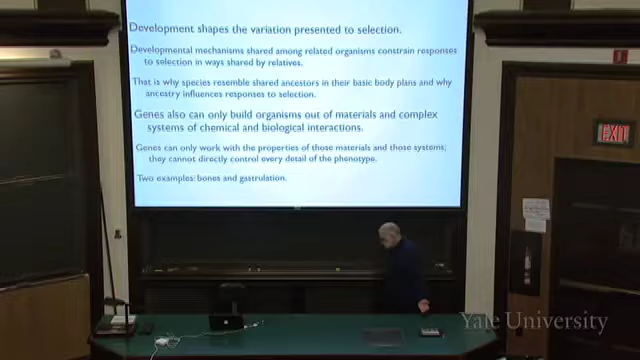 Development shapes the variation presented to selection.
Developmental mechanisms shared among related organisms constrain responses
to selection in ways shared by relatives.
That is why species resemble shared ancestors in their basic body plans and why
ancestry influences responses to selection.
Genes also can only build organisms out of materials and complex
systems of chemical and biological interactions.
Genes can only work with the properties of those materials and those systems;
they cannot directly control every detail of the phenotype.
Two examples: bones and gastrulation.
EXIT
Yale University